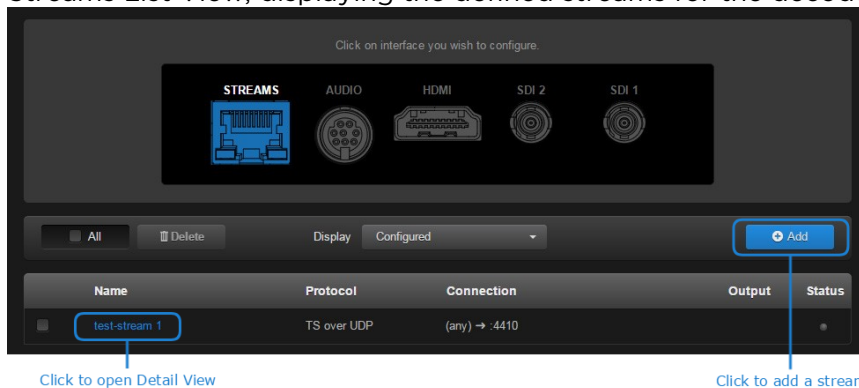 Streams List View, displaying the defined streams for the decod
Click on interface you wish to configure.
STREAMS AUDIO HDMI SDI 2 SDI 1
All Delete Display Configured Add
Name Protocol Connection Output Status
test-stream 1 TS over UDP (any) ➔ :4410
Click to open Detail View Click to add a strea